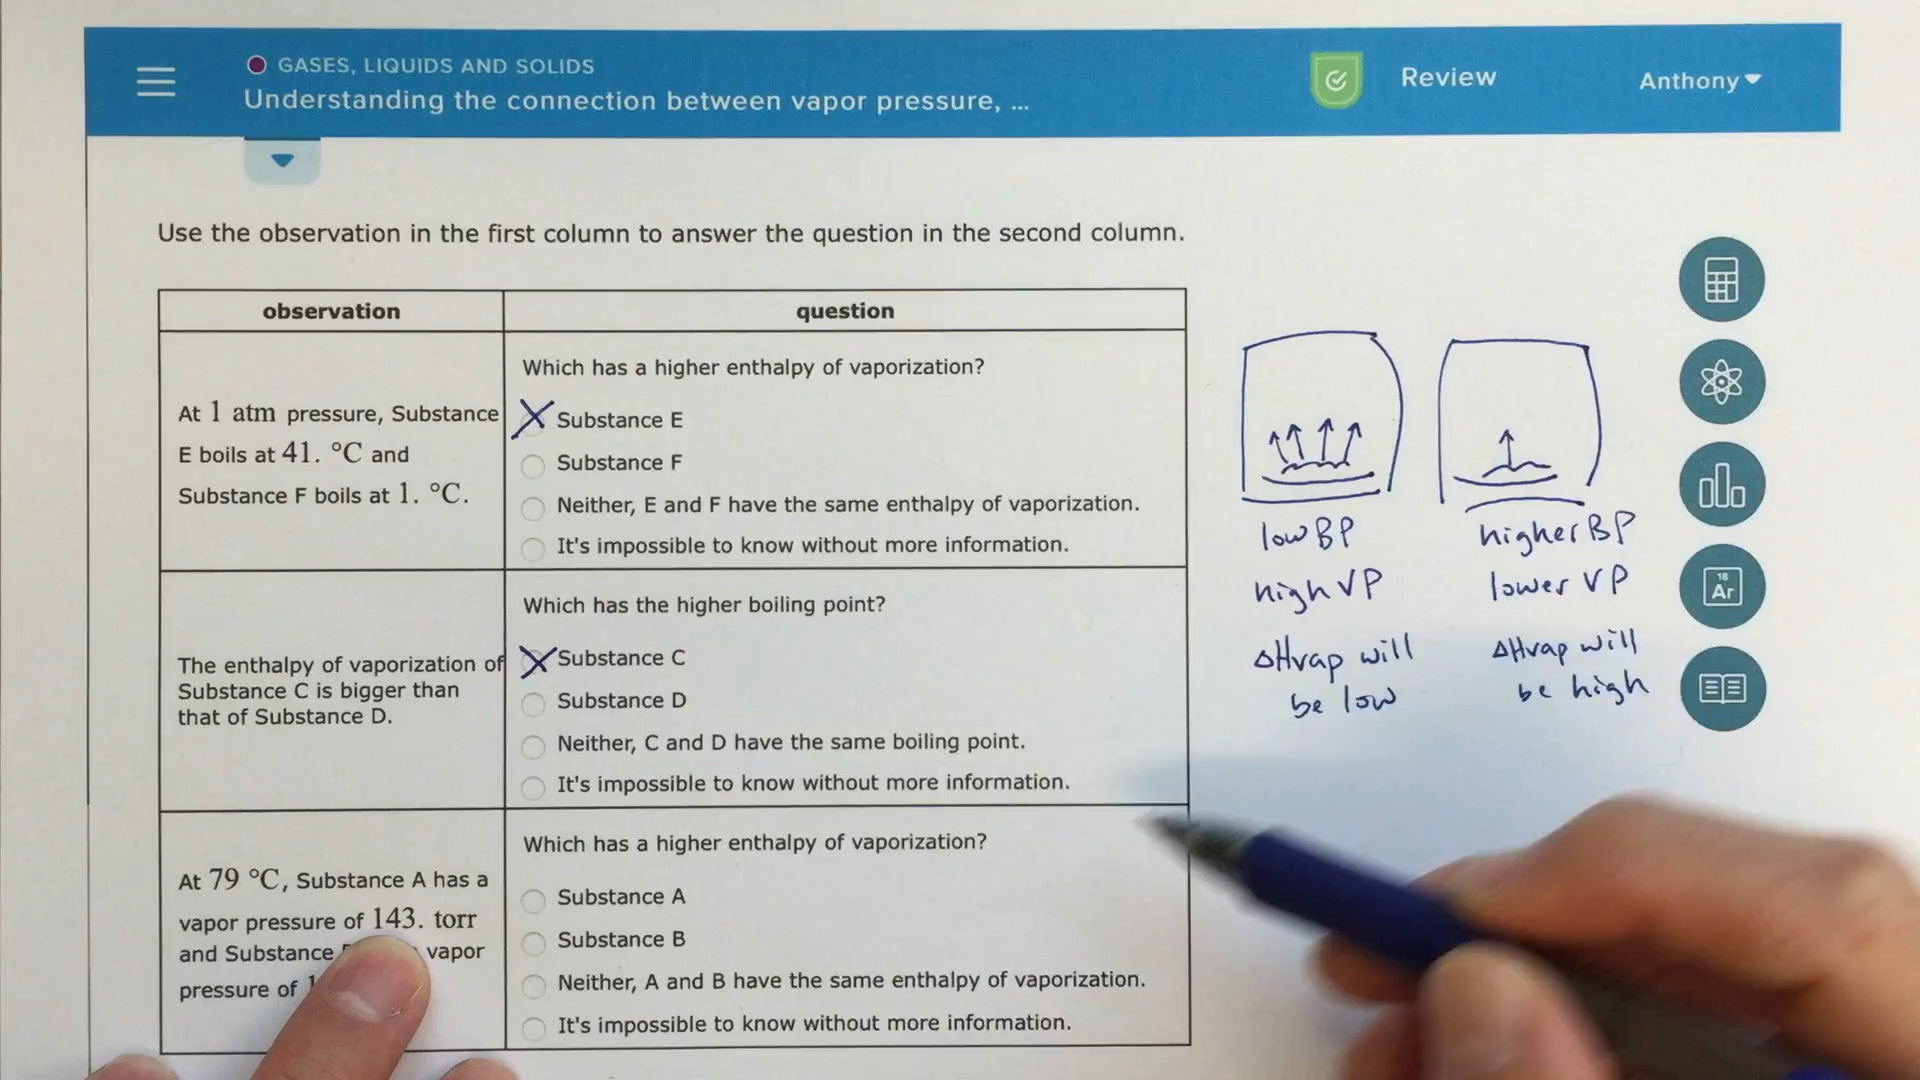 GASES, LIQUIDS AND SOLIDS
Understanding the connection between vapor pressure, ...
Review
Anthony
Use the observation in the first column to answer the question in the second column.
observation
question
At 1 atm pressure, Substance
E boils at 41. °C and
Substance F boils at 1. °C.
Which has a higher enthalpy of vaporization?
Substance E
Substance F
Neither, E and F have the same enthalpy of vaporization.
It's impossible to know without more information.
The enthalpy of vaporization of
Substance C is bigger than
that of Substance D.
Which has the higher boiling point?
Substance C
Substance D
Neither, C and D have the same boiling point.
It's impossible to know without more information.
At 79 °C, Substance A has a
vapor pressure of 143. torr
and Substance vapor
pressure of
Which has a higher enthalpy of vaporization?
Substance A
Substance B
Neither, A and B have the same enthalpy of vaporization.
It's impossible to know without more information.
low BP
high VP
ΔHvap will
be low
higher BP
lower VP
ΔHvap will
be high
18
Ar